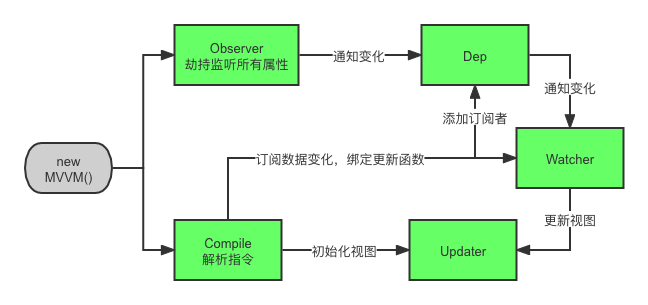 Observer
劫持监听所有属性
通知变化
Dep
通知变化
添加订阅者
new
MVVM()
订阅数据变化，绑定更新函数
Watcher
Compile
解析指令
初始化视图
Updater
更新视图